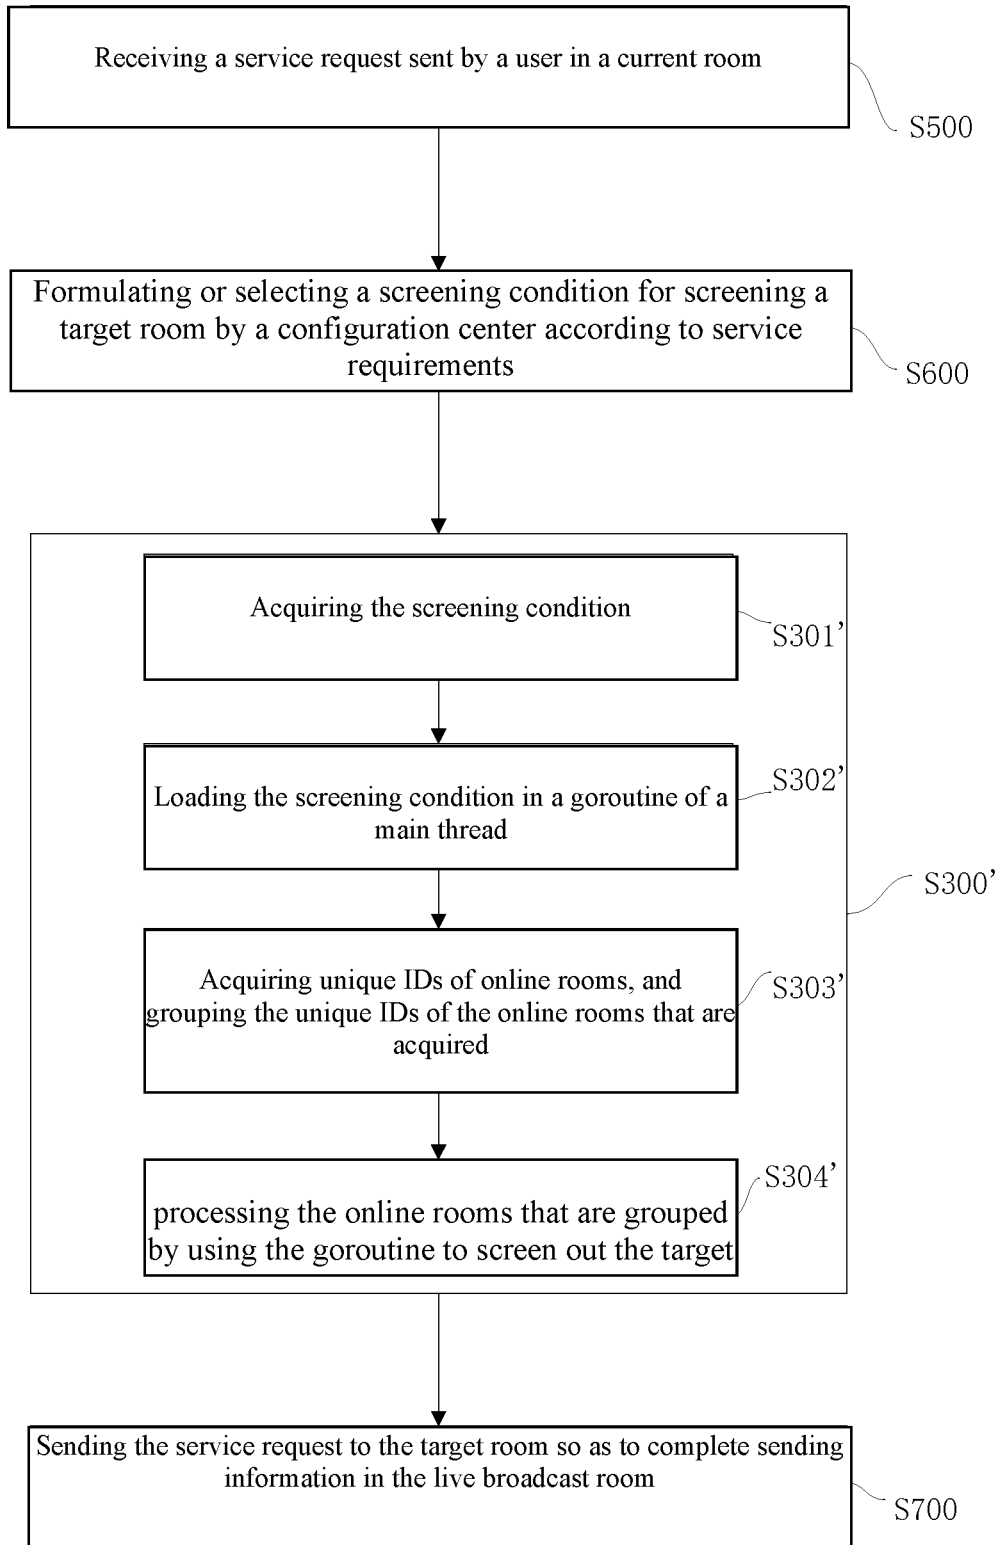 Receiving a service request sent by a user in a current room
S500
Formulating or selecting a screening condition for screening a
target room by a configuration center according to service
requirements
S600
Acquiring the screening condition
S301’
Loading the screening condition in a goroutine of a
main thread
S302’
S300’
Acquiring unique IDs of online rooms, and
grouping the unique IDs of the online rooms that are
acquired
S303’
processing the online rooms that are grouped
by using the goroutine to screen out the target
S304’
Sending the service request to the target room so as to complete sending
information in the live broadcast room
S700